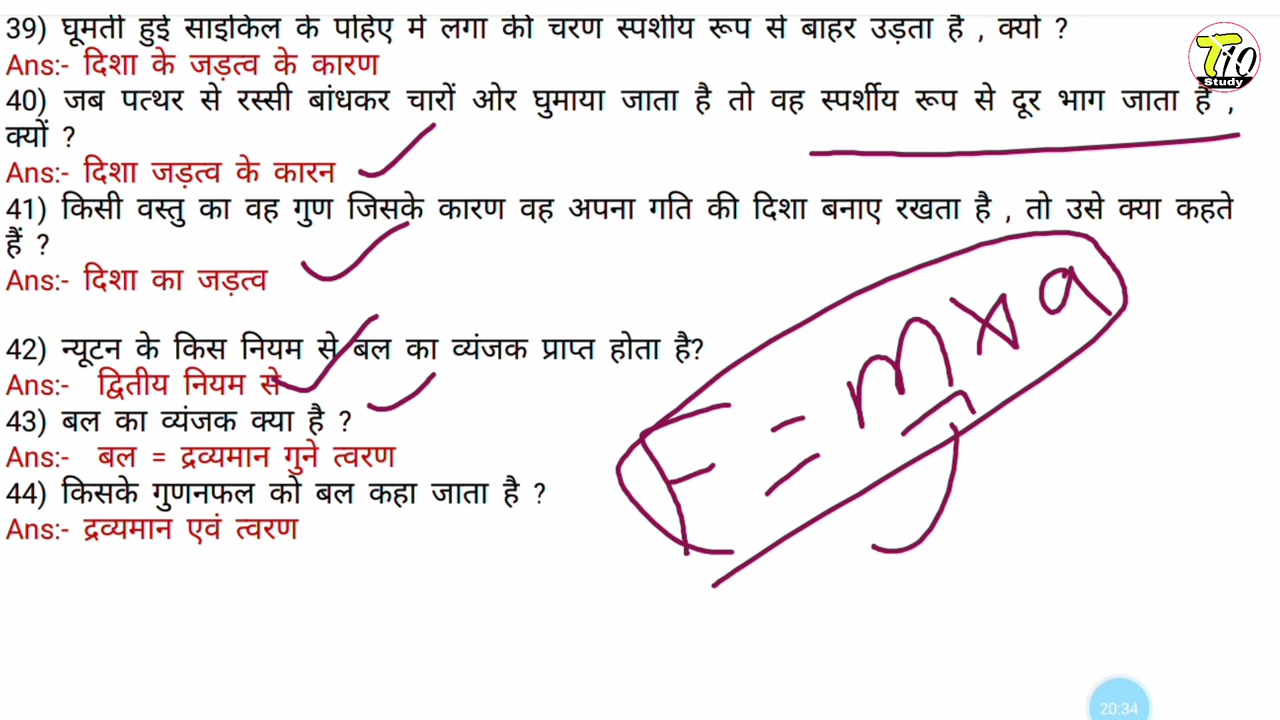 39) घूमती हुई साइकिल के पहिए में लगा की चरण स्पर्शीय रूप से बाहर उड़ता है , क्यों ?
Ans:- दिशा के जड़त्व के कारण
40) जब पत्थर से रस्सी बांधकर चारों ओर घुमाया जाता है तो वह स्पर्शीय रूप से दूर भाग जाता है ,
क्यों ?
Ans:- दिशा जड़त्व के कारन
41) किसी वस्तु का वह गुण जिसके कारण वह अपना गति की दिशा बनाए रखता है , तो उसे क्या कहते
हैं ?
Ans:- दिशा का जड़त्व
42) न्यूटन के किस नियम से बल का व्यंजक प्राप्त होता है?
Ans:- द्वितीय नियम से
43) बल का व्यंजक क्या है ?
Ans:- बल = द्रव्यमान गुने त्वरण
44) किसके गुणनफल को बल कहा जाता है ?
Ans:- द्रव्यमान एवं त्वरण
F = m x a
T10
Study
20:34